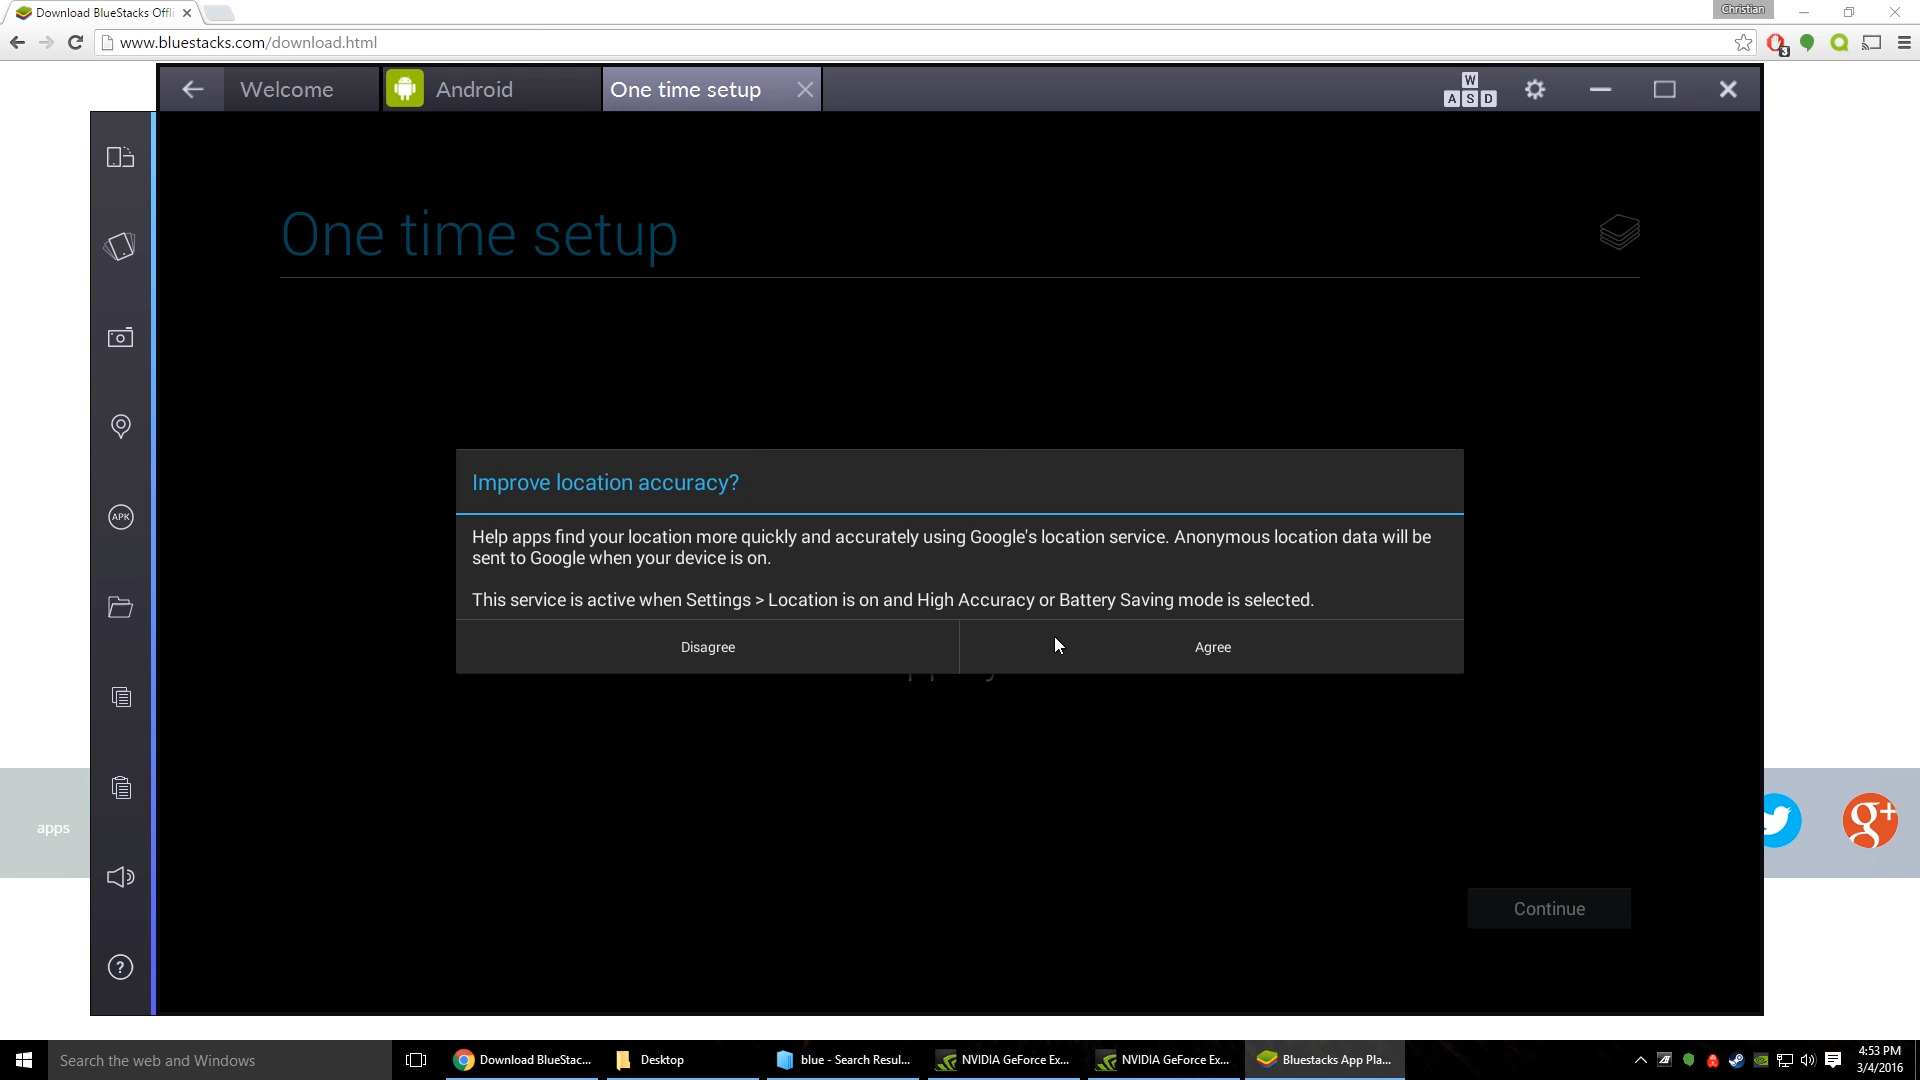 Download BlueStacks Offli
Christian
www.bluestacks.com/download.html
3
Welcome
Android
One time setup
W
A S D
One time setup
APK
Improve location accuracy?
Help apps find your location more quickly and accurately using Google's location service. Anonymous location data will be
sent to Google when your device is on.
This service is active when Settings > Location is on and High Accuracy or Battery Saving mode is selected.
Disagree
Agree
apps
g+
Continue
?
Search the web and Windows
Download BlueStac...
Desktop
blue - Search Resul...
NVIDIA GeForce Ex...
NVIDIA GeForce Ex...
Bluestacks App Pla...
4:53 PM
3/4/2016